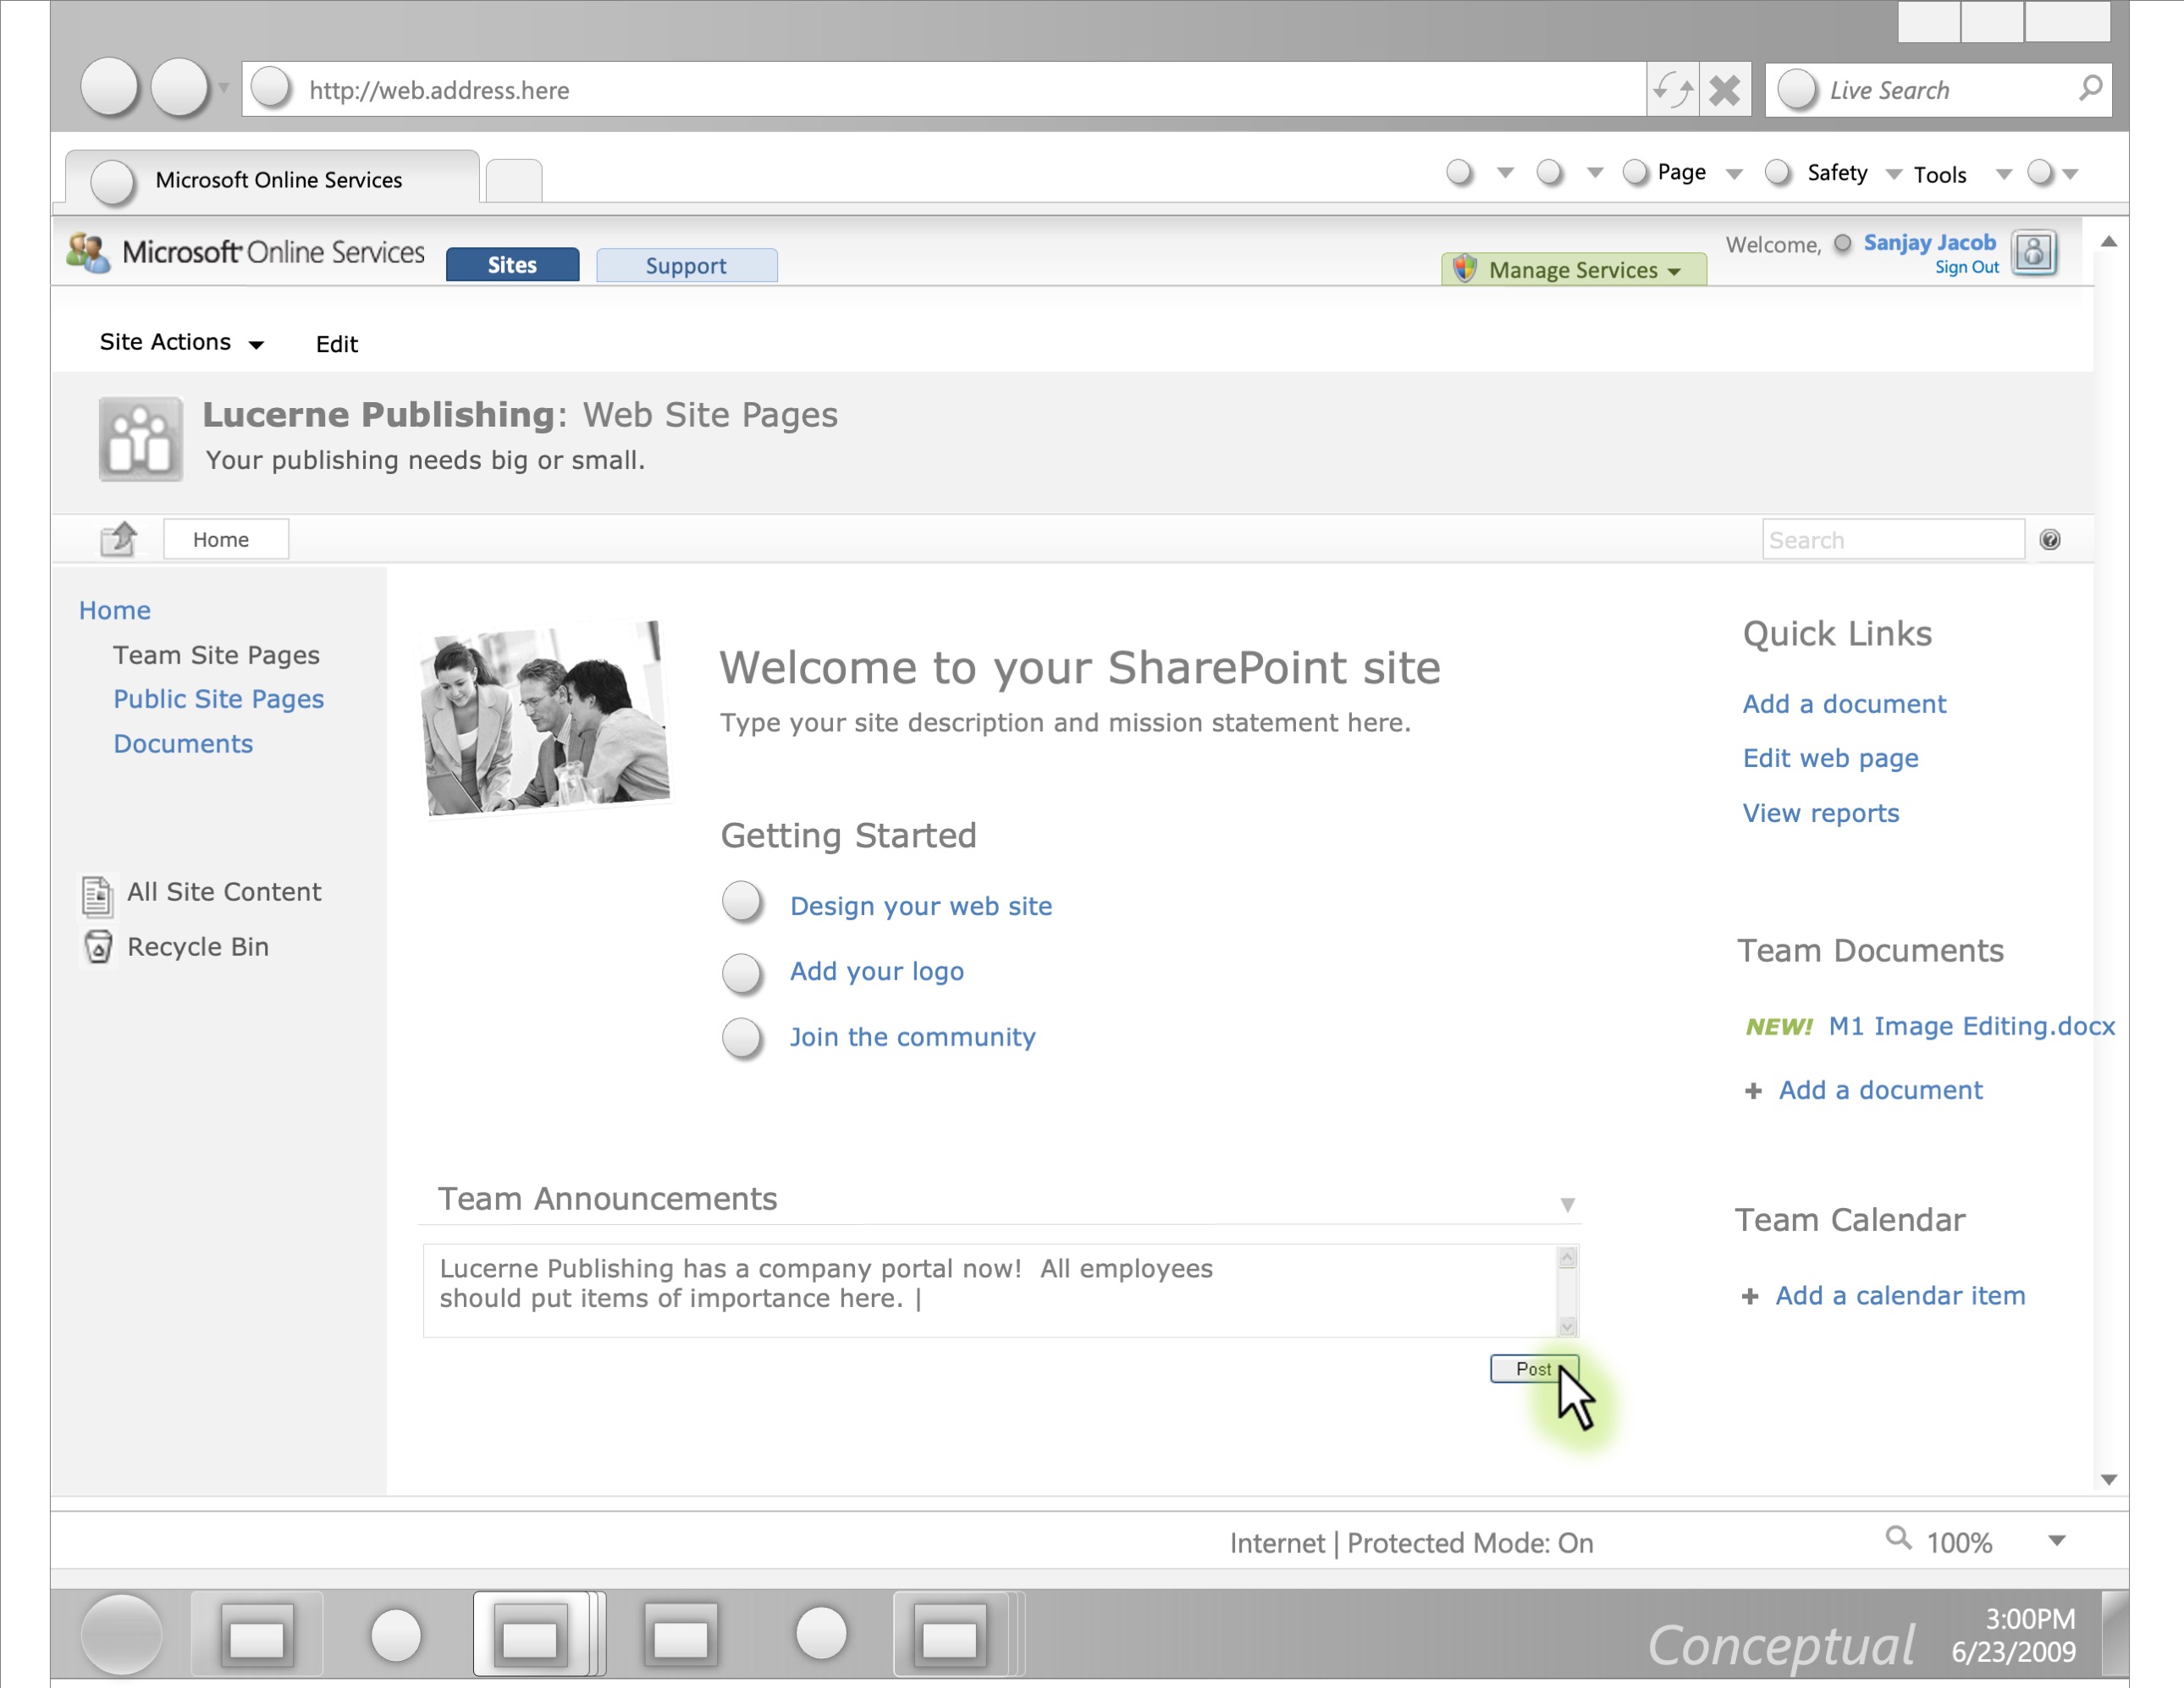 http://web.address.here
Live Search
Microsoft Online Services
Page
Safety
Tools
Microsoft Online Services
Sites
Support
Manage Services
Welcome, Sanjay Jacob
Sign Out
Site Actions
Edit
Lucerne Publishing: Web Site Pages
Your publishing needs big or small.
Home
Search
Home
Team Site Pages
Public Site Pages
Documents
All Site Content
Recycle Bin
Welcome to your SharePoint site
Type your site description and mission statement here.
Getting Started
Design your web site
Add your logo
Join the community
Team Announcements
Lucerne Publishing has a company portal now!  All employees
should put items of importance here. |
Post
Quick Links
Add a document
Edit web page
View reports
Team Documents
NEW! M1 Image Editing.docx
+ Add a document
Team Calendar
+ Add a calendar item
Internet | Protected Mode: On
100%
Conceptual
3:00PM
6/23/2009